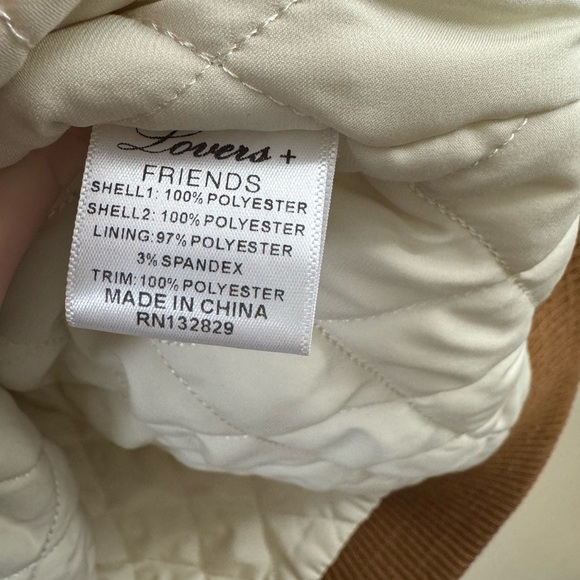 Lovers +
FRIENDS
SHELL1: 100% POLYESTER
SHELL2: 100% POLYESTER
LINING: 97% POLYESTER
3% SPANDEX
TRIM: 100% POLYESTER
MADE IN CHINA
RN132829